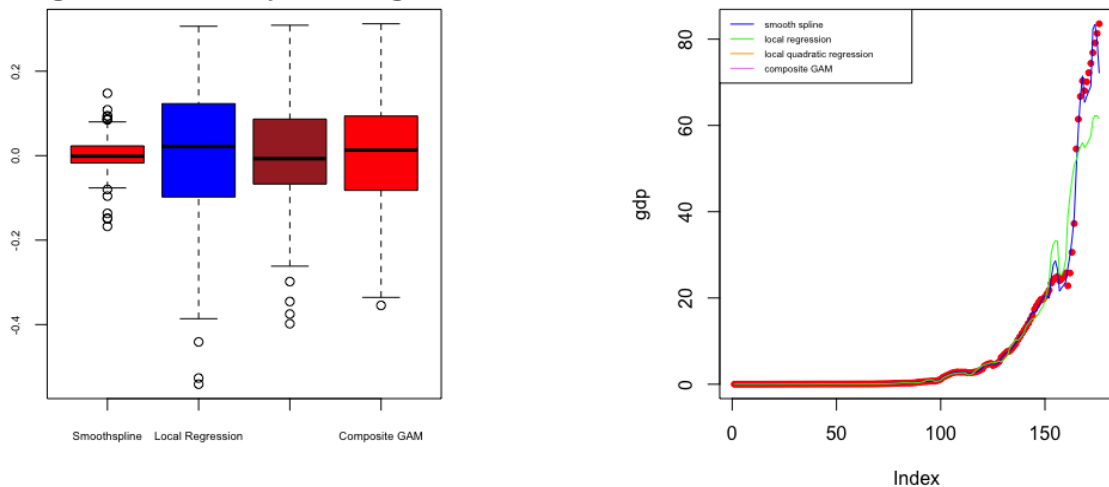 0.2
0.0
-0.2
-0.4
Smoothspline Local Regression Composite GAM
smooth spline
local regression
local quadratic regression
composite GAM
80
60
40
20
0
gdp
0 50 100 150
Index